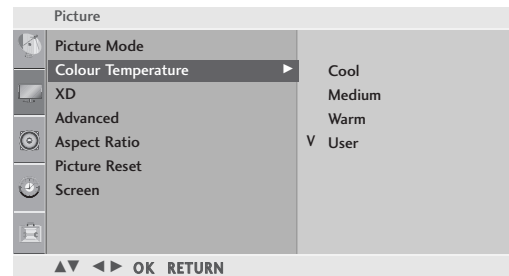 Picture
Picture Mode
Colour Temperature ►
XD
Advanced
Aspect Ratio
Picture Reset
Screen
Cool
Medium
Warm
V User
▲▼ ◄► OK RETURN